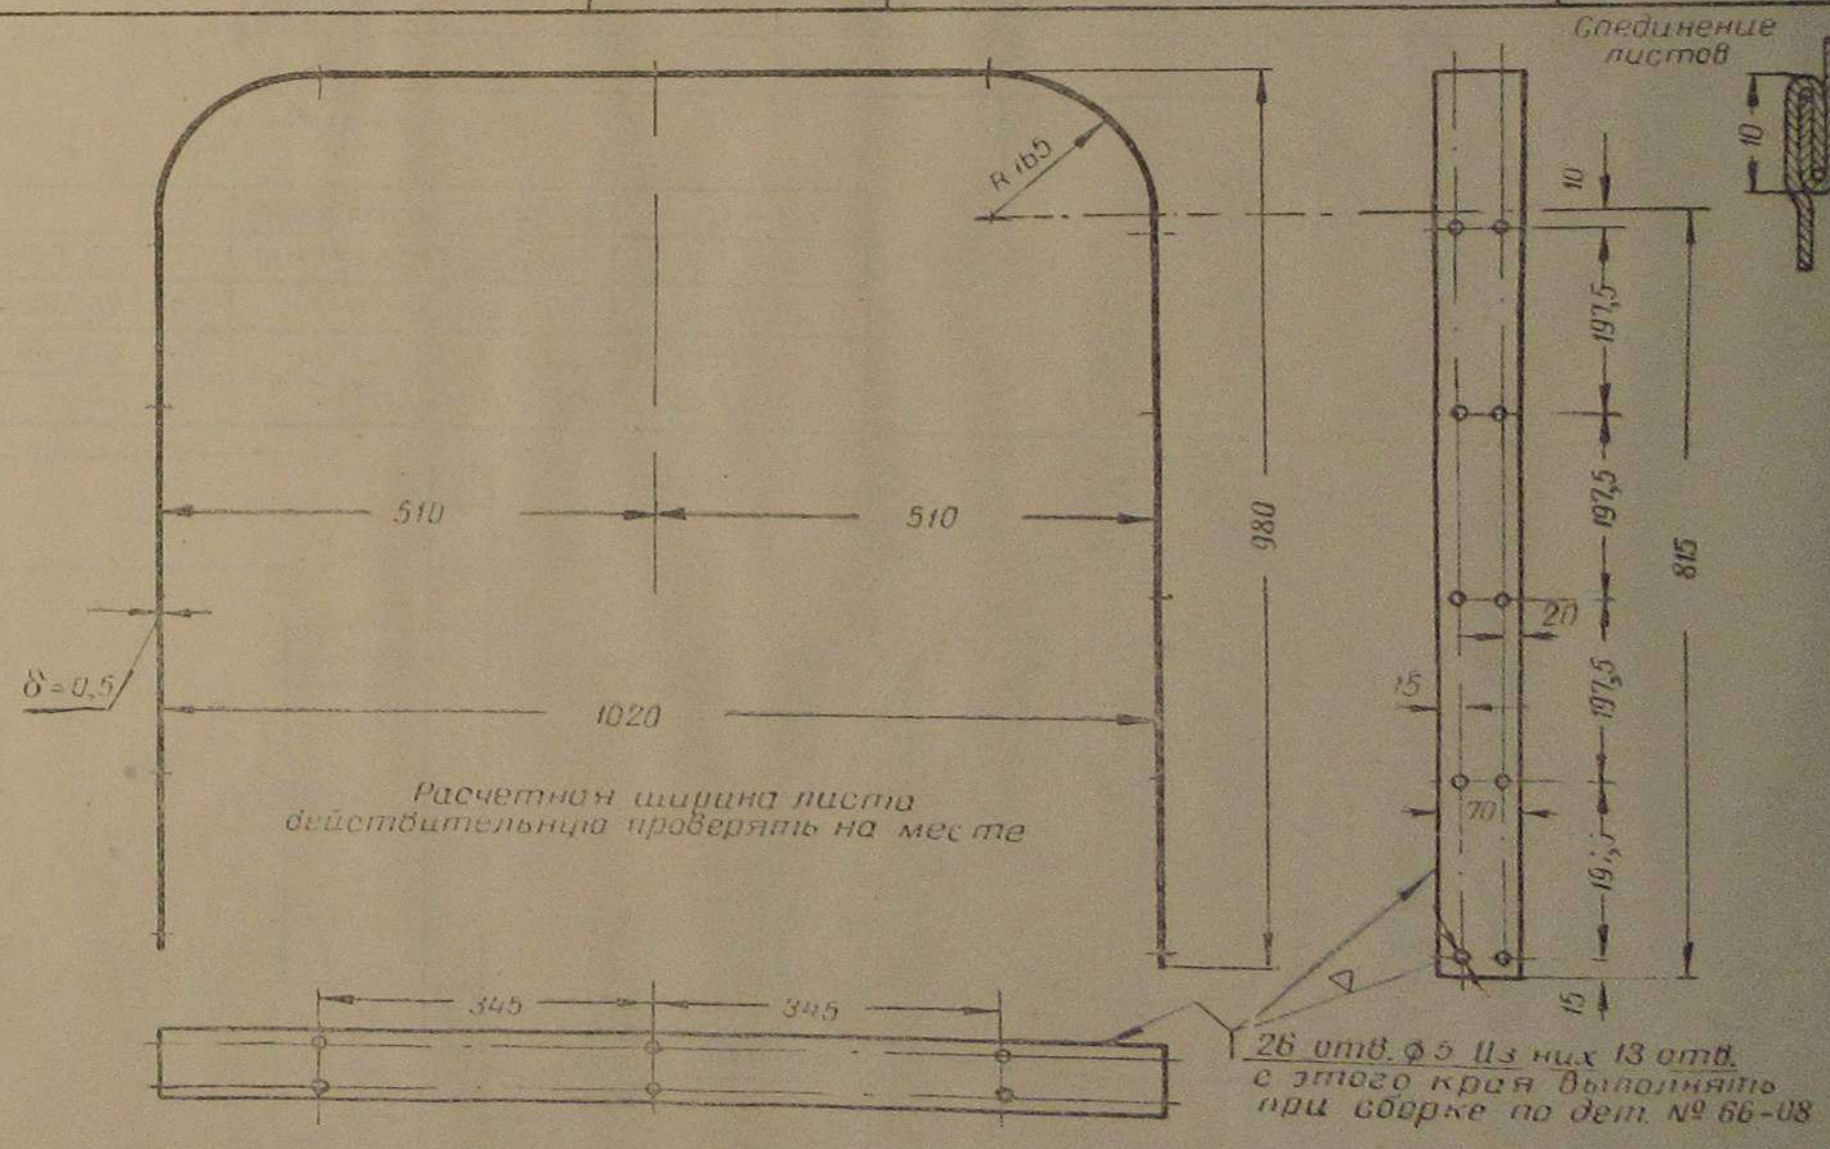 Соединение
листов
10
R 165
10
197,5
510
510
980
197,5
815
20
δ=0,5
15
197,5
1020
Расчетная ширина листа
действительную проверять на месте
70
197,5
345
345
15
26 отв. ф5 Из них 13 отв.
с этого края выполнять
при сборке по дет. № 66-08